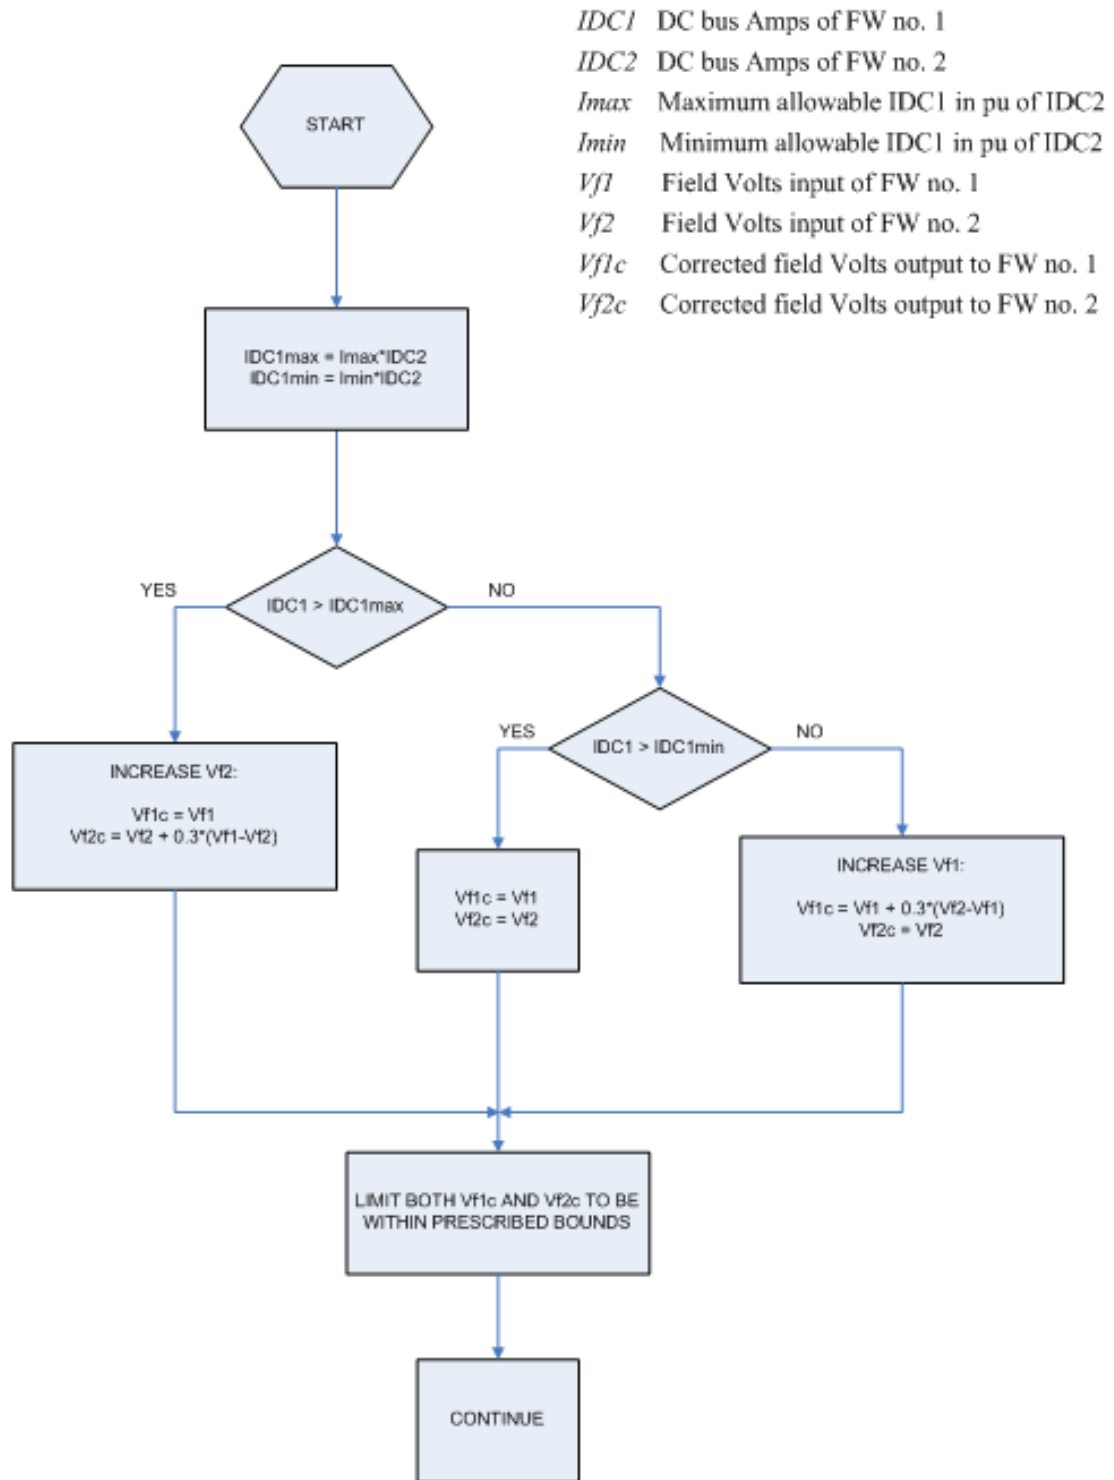 IDC1 DC bus Amps of FW no. 1
IDC2 DC bus Amps of FW no. 2
Imax Maximum allowable IDC1 in pu of IDC2
Imin Minimum allowable IDC1 in pu of IDC2
Vf1 Field Volts input of FW no. 1
Vf2 Field Volts input of FW no. 2
Vf1c Corrected field Volts output to FW no. 1
Vf2c Corrected field Volts output to FW no. 2
START
IDC1max = Imax*IDC2
IDC1min = Imin*IDC2
IDC1 > IDC1max
YES
NO
IDC1 > IDC1min
YES
NO
INCREASE Vf2:
Vf1c = Vf1
Vf2c = Vf2 + 0.3*(Vf1-Vf2)
Vf1c = Vf1
Vf2c = Vf2
INCREASE Vf1:
Vf1c = Vf1 + 0.3*(Vf2-Vf1)
Vf2c = Vf2
LIMIT BOTH Vf1c AND Vf2c TO BE
WITHIN PRESCRIBED BOUNDS
CONTINUE